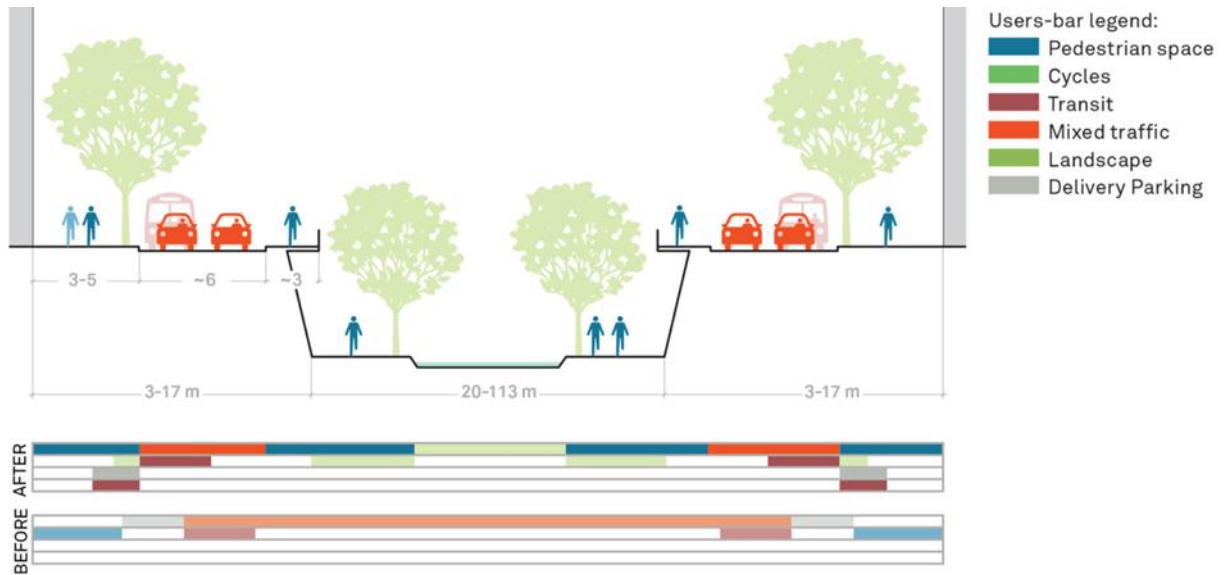 Users-bar legend:
Pedestrian space
Cycles
Transit
Mixed traffic
Landscape
Delivery Parking
3-5
~6
~3
3-17 m
20-113 m
3-17 m
AFTER
BEFORE